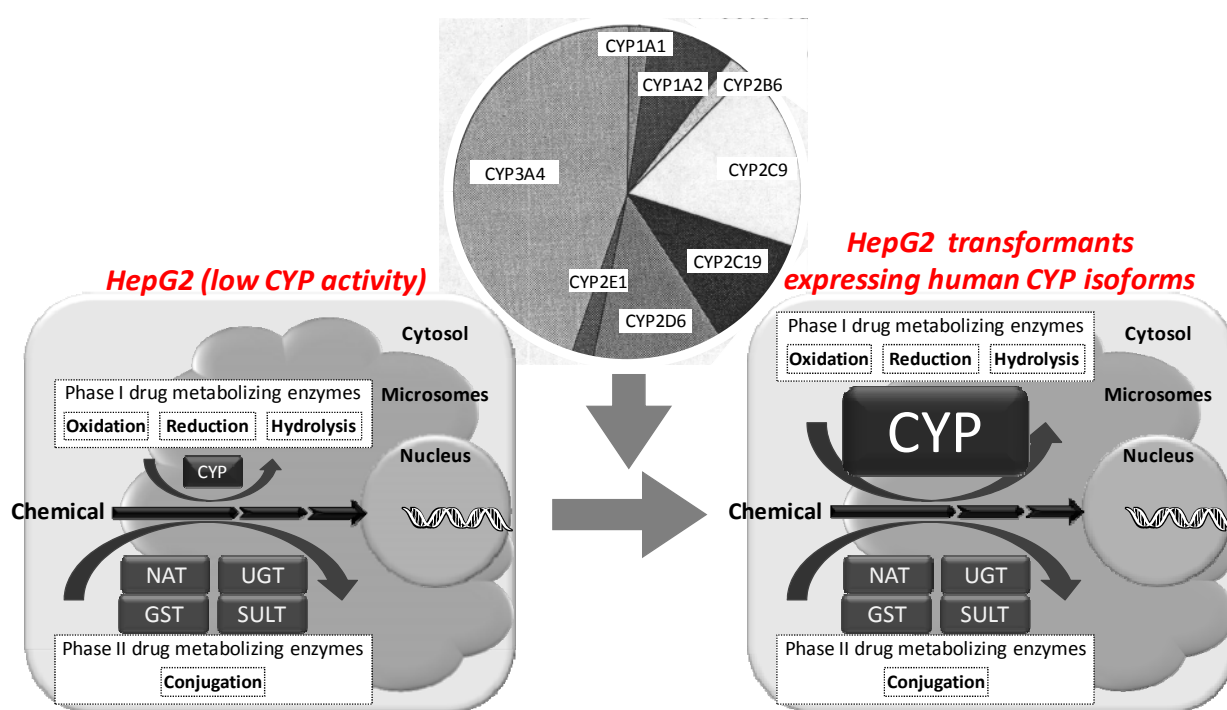 CYP1A1
CYP1A2
CYP2B6
CYP3A4
CYP2C9
CYP2C19
CYP2E1
CYP2D6
HepG2 (low CYP activity)
Cytosol
Phase I drug metabolizing enzymes
Microsomes
Oxidation Reduction Hydrolysis
CYP
Nucleus
Chemical
NAT UGT
GST SULT
Phase II drug metabolizing enzymes
Conjugation
HepG2 transformants
expressing human CYP isoforms
Phase I drug metabolizing enzymes
Cytosol
Oxidation Reduction Hydrolysis
Microsomes
CYP
Nucleus
Chemical
NAT UGT
GST SULT
Phase II drug metabolizing enzymes
Conjugation